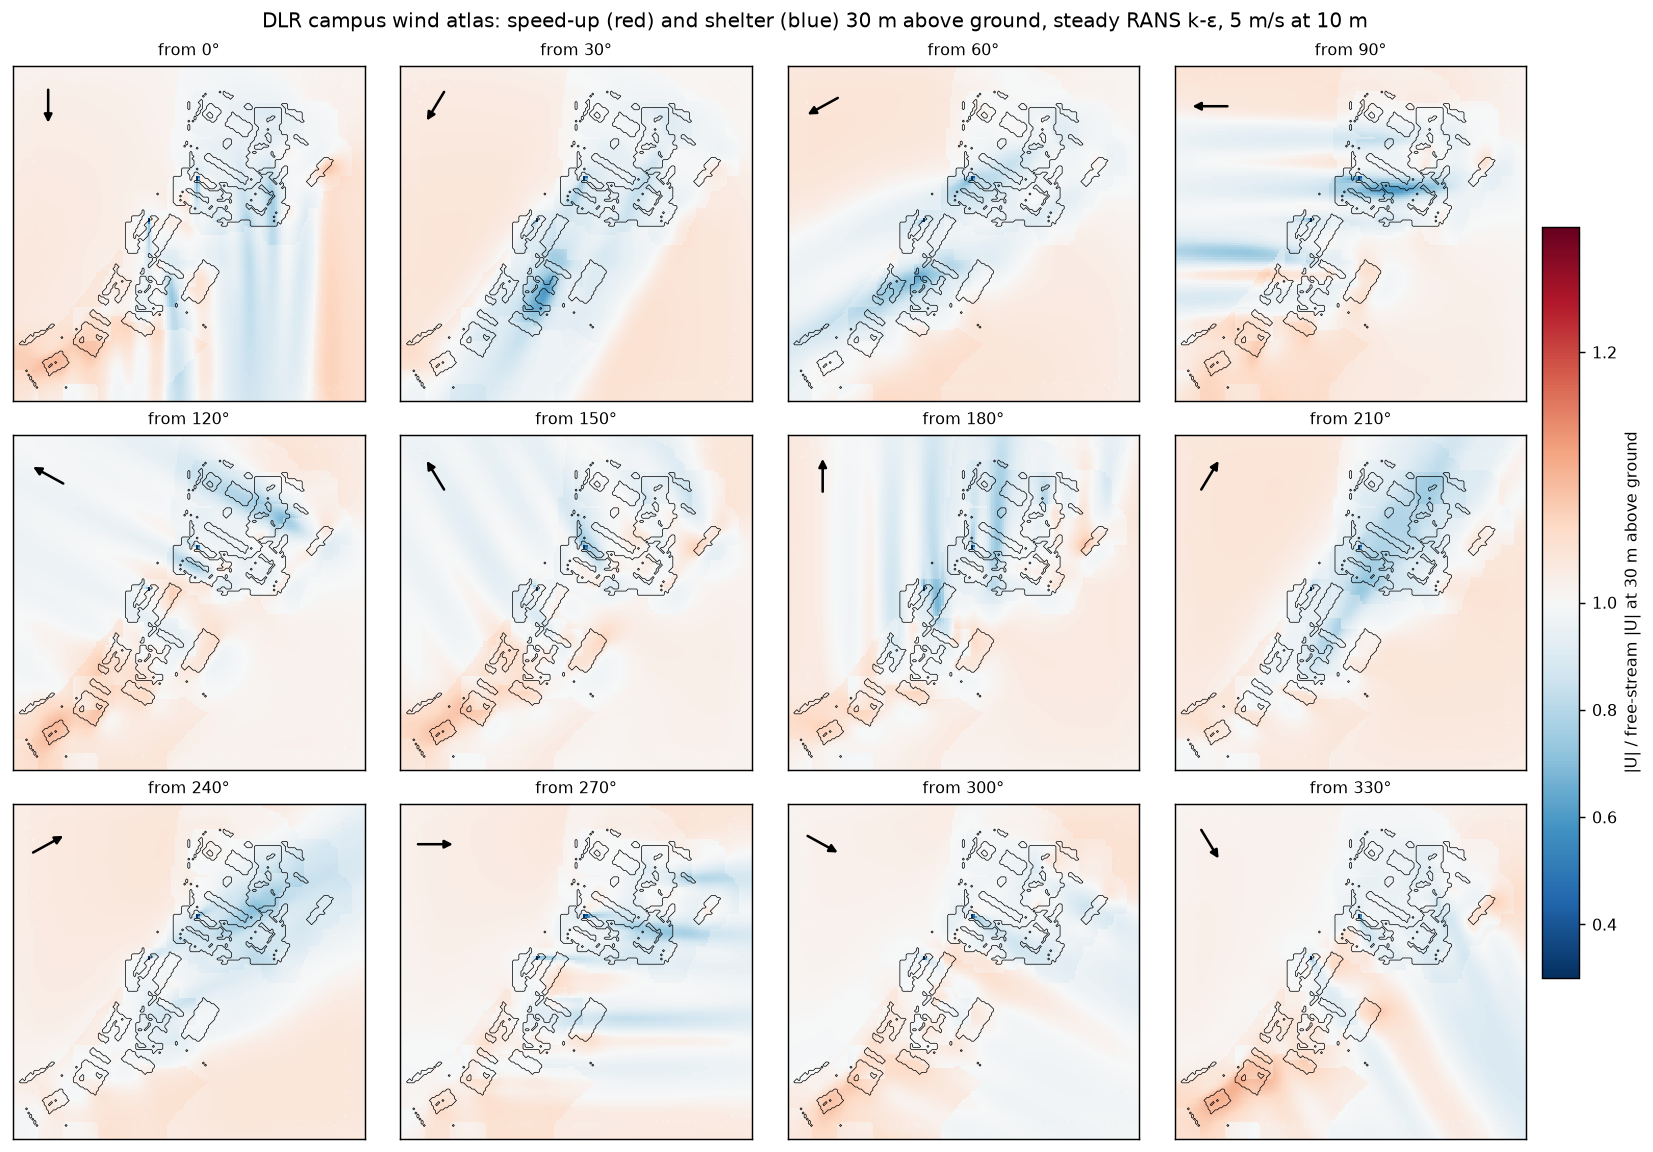 DLR campus wind atlas: speed-up (red) and shelter (blue) 30 m above ground, steady RANS k-ε, 5 m/s at 10 m
from 0°
from 30°
from 60°
from 90°
from 120°
from 150°
from 180°
from 210°
from 240°
from 270°
from 300°
from 330°
1.2
1.0
0.8
0.6
0.4
|U| / free-stream |U| at 30 m above ground